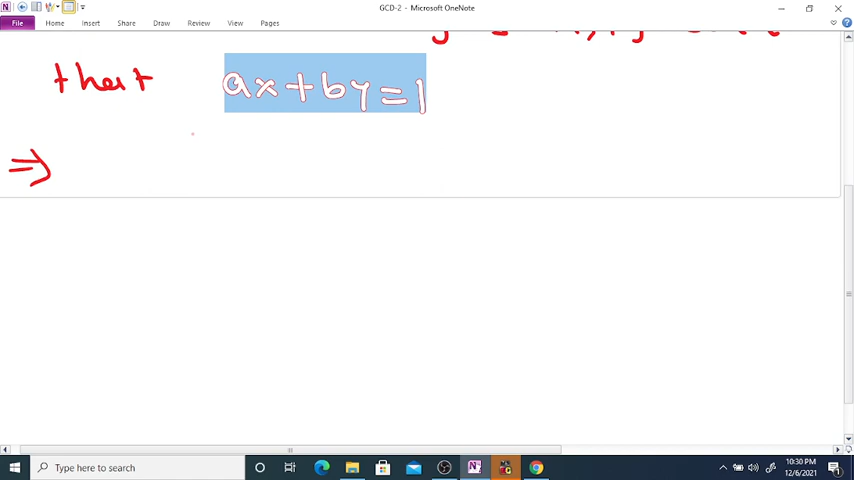 GCD-2 - Microsoft OneNote
File Home Insert Share Draw View Review Pages
that ax+by=1
⇒
Type here to search
10:30 PM
12/6/2021